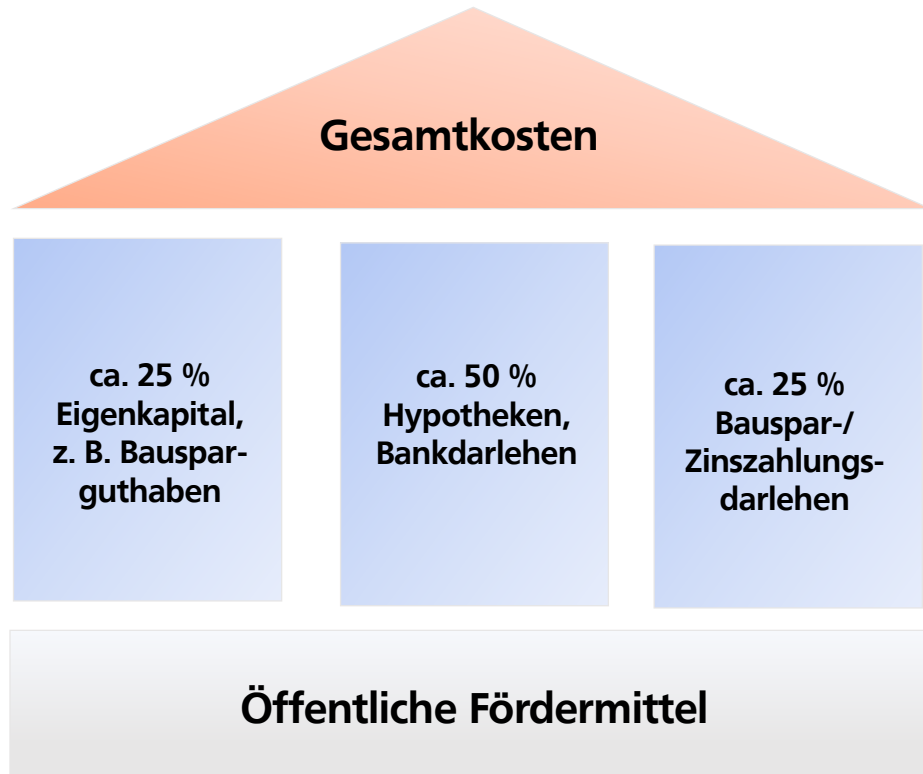 Gesamtkosten
ca. 25 %
Eigenkapital,
z. B. Bauspar-
guthaben
ca. 50 %
Hypotheken,
Bankdarlehen
ca. 25 %
Bauspar-/
Zinszahlungs-
darlehen
Öffentliche Fördermittel